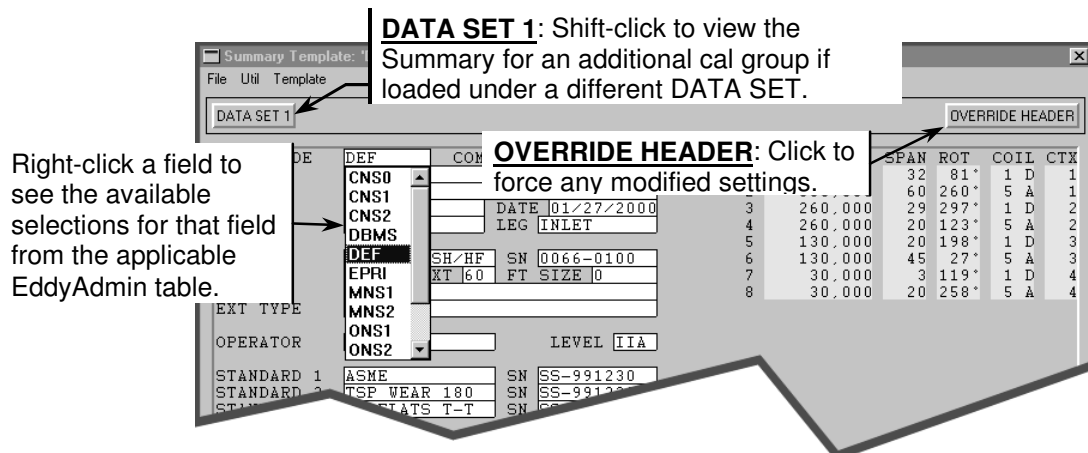 DATA SET 1: Shift-click to view the
Summary for an additional cal group if
loaded under a different DATA SET.
Summary Template:
File Util Template
DATA SET 1
OVERRIDE HEADER
OVERRIDE HEADER: Click to
force any modified settings.
Right-click a field to
see the available
selections for that field
from the applicable
EddyAdmin table.
DEF
CNS0
CNS1
CNS2
DBMS
DEF
EPRI
MNS1
MNS2
ONS1
ONS2
DATE 01/27/2000
LEG INLET
SH/HF SN 0066-0100
60 FT SIZE 0
EXT TYPE
OPERATOR LEVEL IIA
STANDARD 1 ASME SN SS-991230
TSP WEAR 180 SN
T-T SN
SPAN ROT COIL CTX
32 81° 1 D 1
60 260° 5 A 1
3 260,000 29 297° 1 D 2
4 260,000 20 123° 5 A 2
5 130,000 20 198° 1 D 3
6 130,000 45 27° 5 A 3
7 30,000 3 119° 1 D 4
8 30,000 20 258° 5 A 4